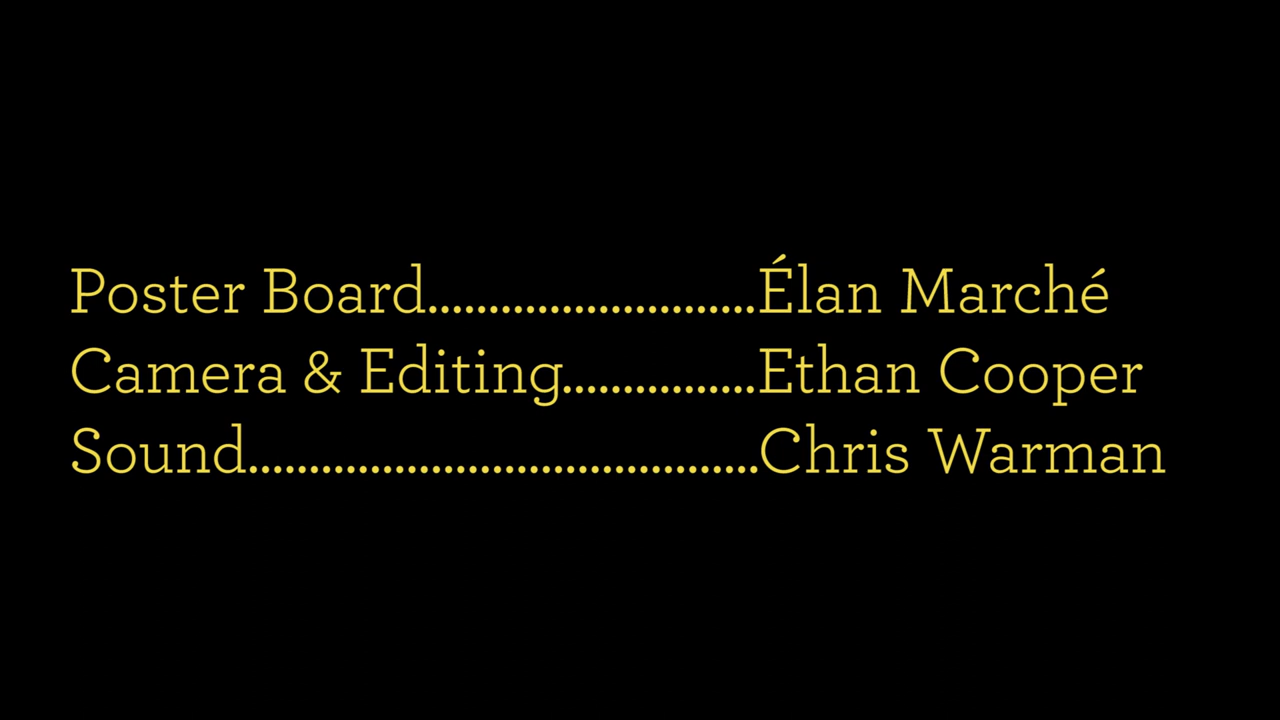 Poster Board...........................Élan Marché
Camera & Editing................Ethan Cooper
Sound..........................................Chris Warman